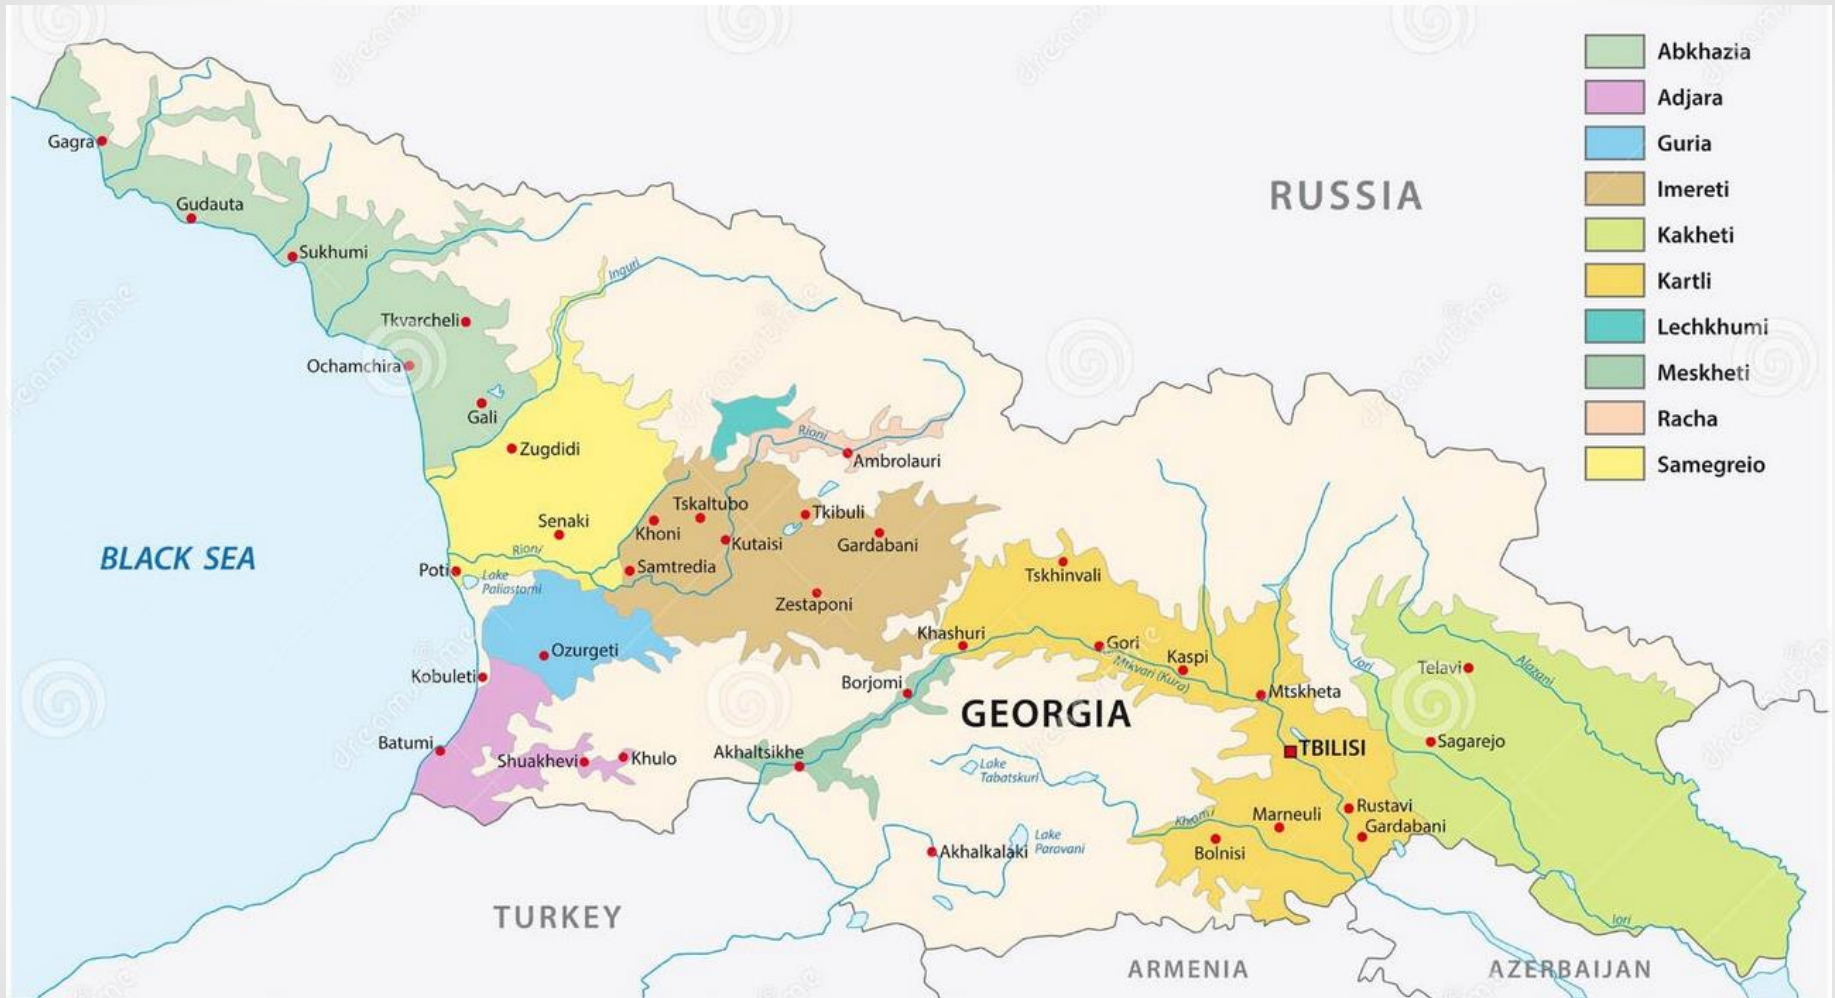 Abkhazia
Adjara
Guria
Imereti
Kakheti
Kartli
Lechkhumi
Meskheti
Racha
Samegreio
RUSSIA
Gagra
Gudauta
Sukhumi
Inguri
Tkvarcheli
Ochamchira
Gali
Zugdidi
Rioni
Ambrolauri
Tskaltubo
Senaki
Khoni
Tkibuli
Kutaisi
Gardabani
BLACK SEA
Rioni
Poti
Lake
Paliastomi
Samtredia
Tskhinvali
Zestaponi
Khashuri
Gori
Kaspi
Mtkvari (Kura)
Ozurgeti
Kobuleti
Borjomi
Iori
Telavi
Alazani
Mtskheta
GEORGIA
Batumi
Shuakhevi
Khulo
Akhaltsikhe
TBILISI
Sagarejo
Lake
Tabatskuri
Rustavi
Khrami
Marneuli
Gardabani
Lake
Paravani
Akhalkalaki
Bolnisi
TURKEY
Iori
ARMENIA
AZERBAIJAN
dreamstime